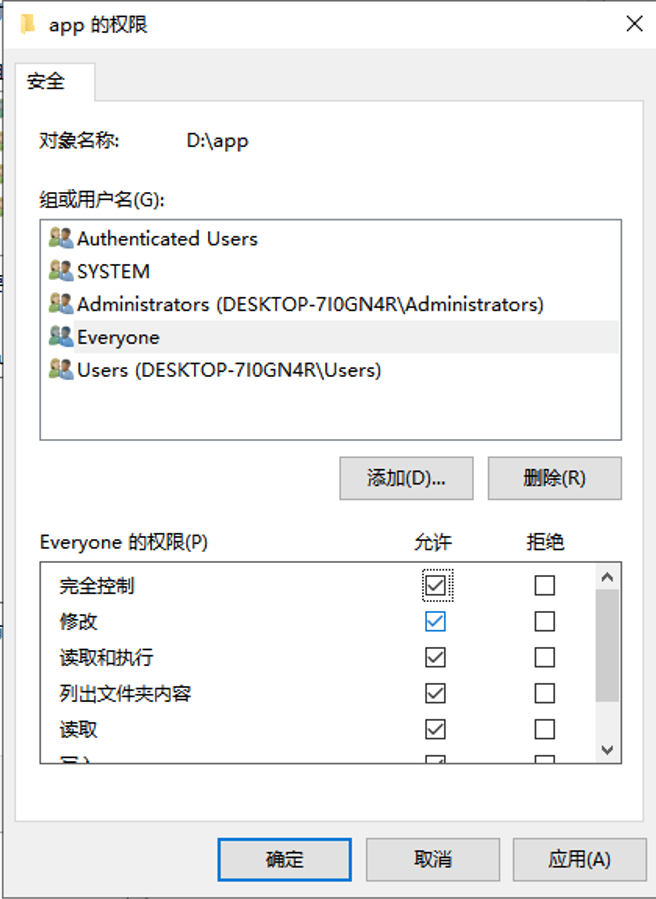 app 的权限
安全
对象名称: D:\app
组或用户名(G):
Authenticated Users
SYSTEM
Administrators (DESKTOP-7I0GN4R\Administrators)
Everyone
Users (DESKTOP-7I0GN4R\Users)
添加(D)... 删除(R)
Everyone 的权限(P) 允许 拒绝
完全控制
修改
读取和执行
列出文件夹内容
读取
确定 取消 应用(A)